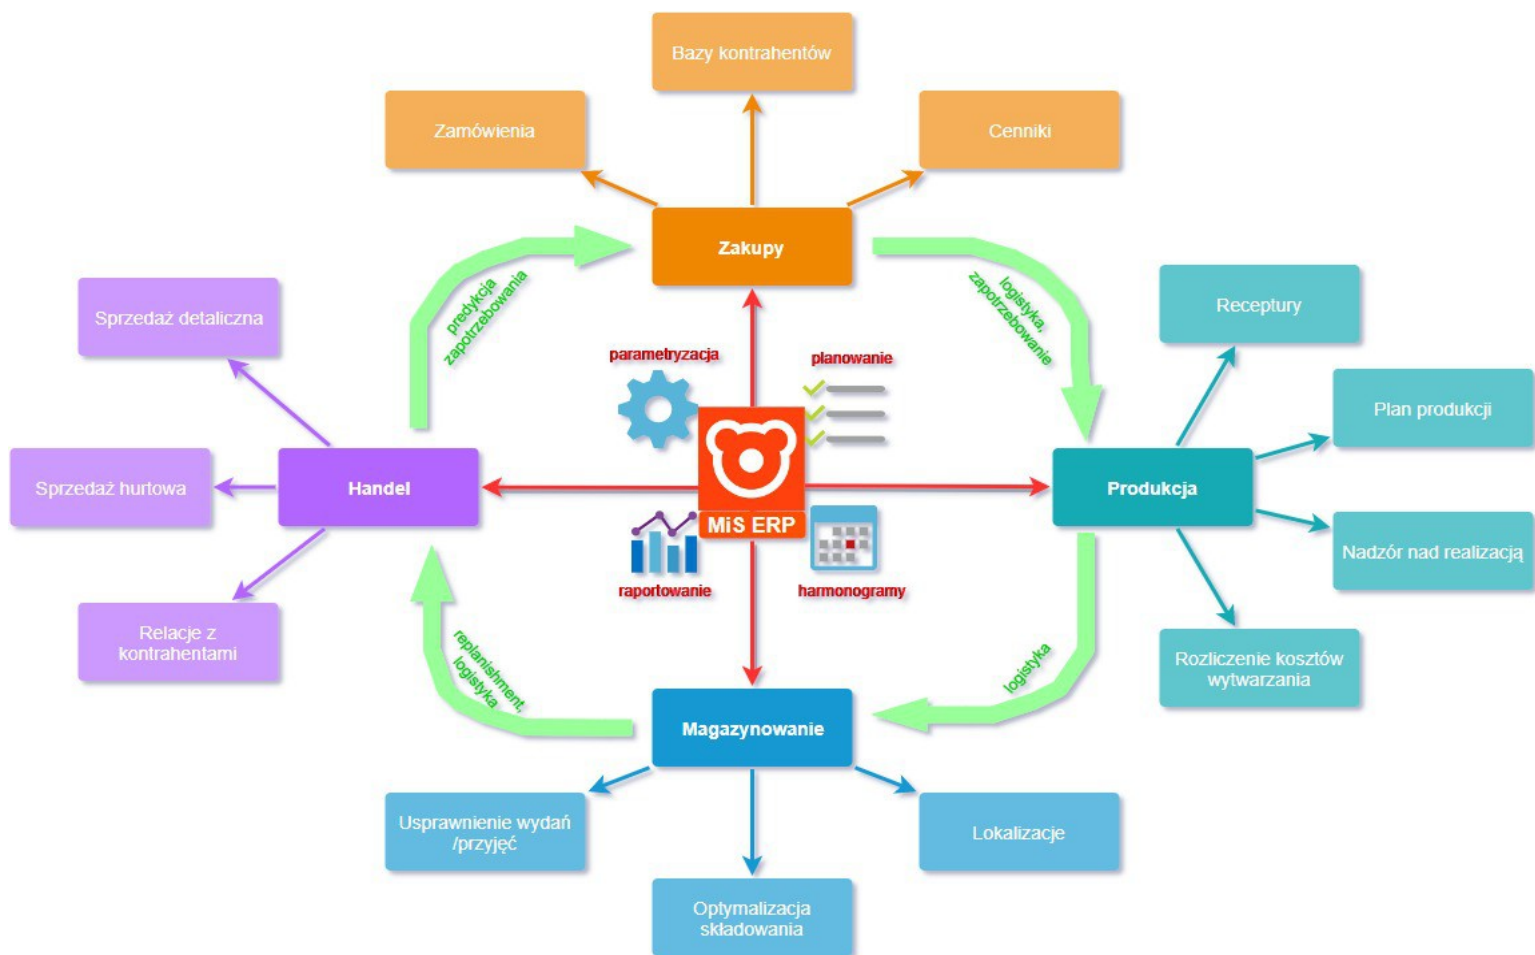 Bazy kontrahentów
Zamówienia
Cenniki
Zakupy
predykcja
zapotrzebowania
logistyka,
zapotrzebowanie
Sprzedaż detaliczna
Receptury
parametryzacja
planowanie
Plan produkcji
Sprzedaż hurtowa
Handel
Produkcja
MiS ERP
Nadzór nad realizacją
raportowanie
harmonogramy
Relacje z
kontrahentami
replanishment,
logistyka
logistyka
Rozliczenie kosztów
wytwarzania
Magazynowanie
Usprawnienie wydań
/przyjęć
Lokalizacje
Optymalizacja
składowania